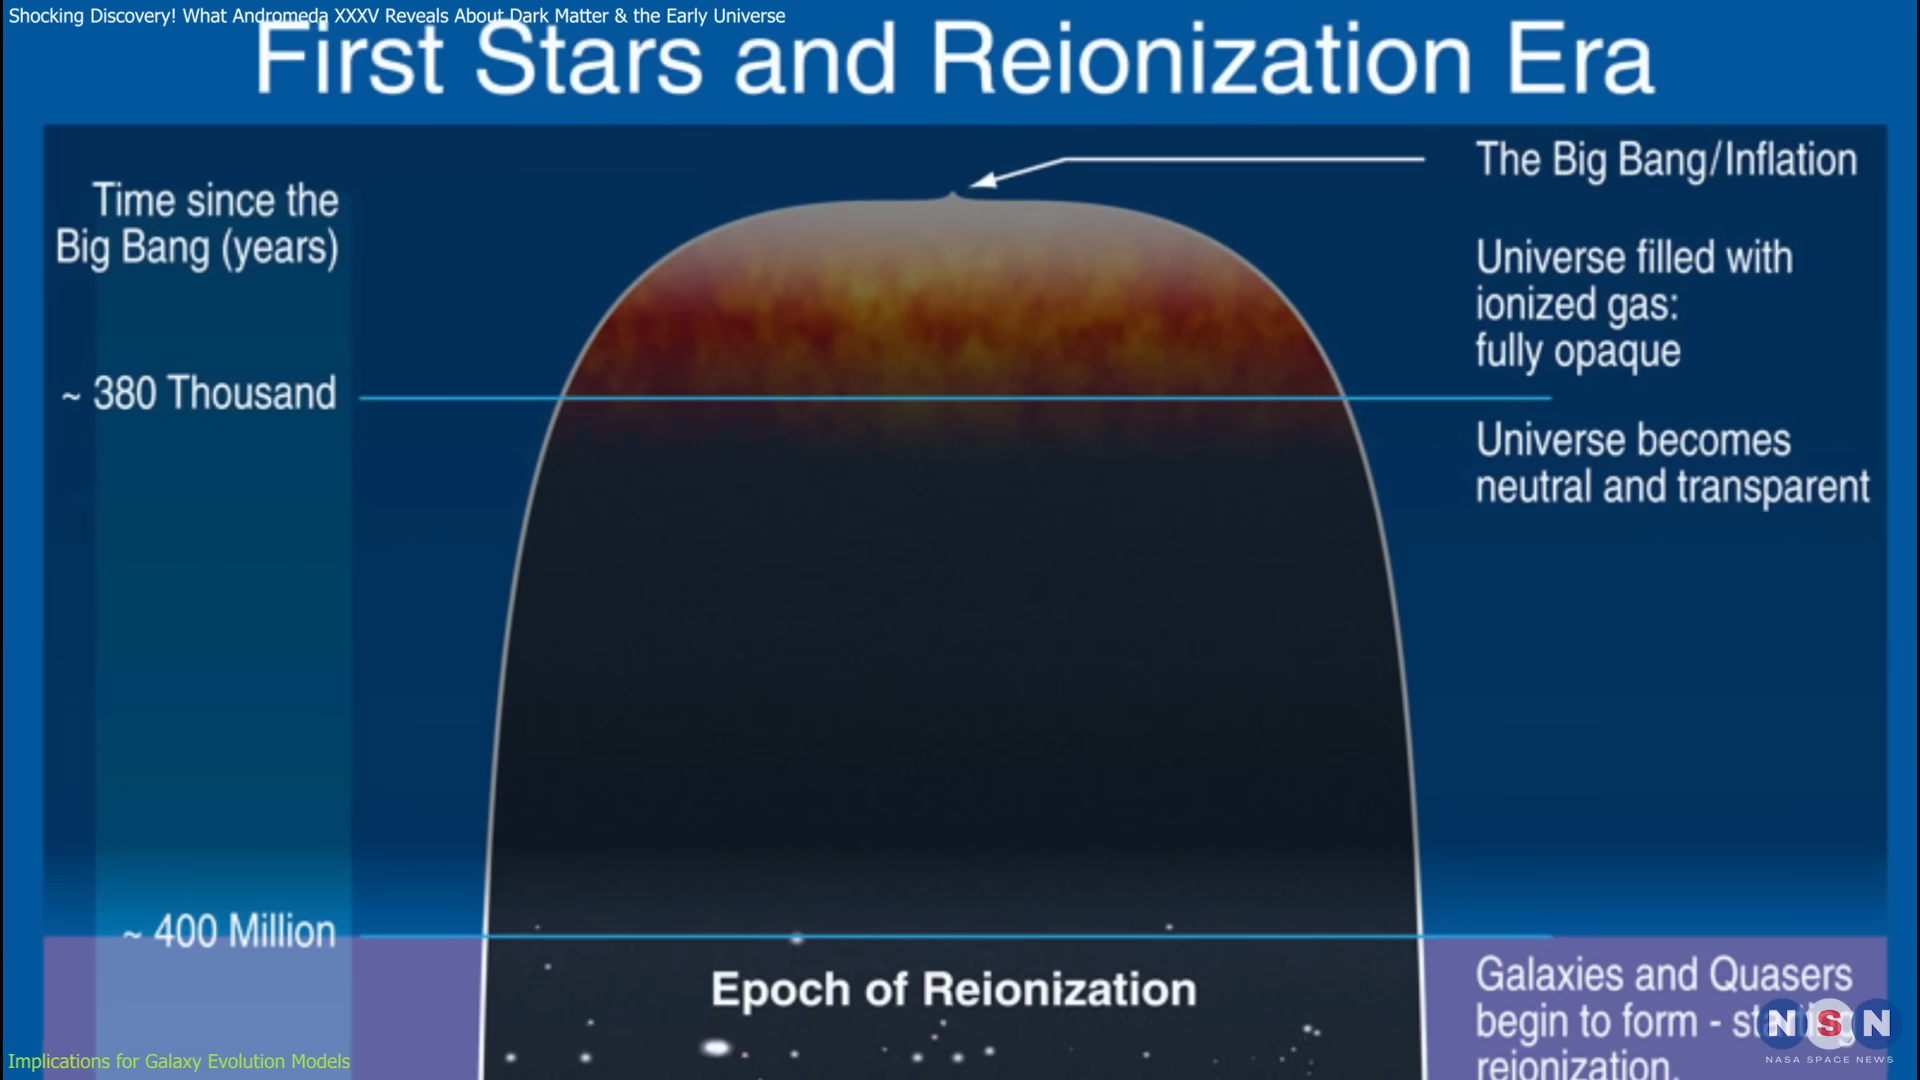 Shocking Discovery! What Andromeda XXXV Reveals About Dark Matter & the Early Universe
First Stars and Reionization Era
The Big Bang/Inflation
Time since the
Big Bang (years)
Universe filled with
ionized gas:
fully opaque
~ 380 Thousand
Universe becomes
neutral and transparent
~ 400 Million
Epoch of Reionization
Galaxies and Quasers
begin to form -
reionization.
NSN
NASA SPACE NEWS
Implications for Galaxy Evolution Models